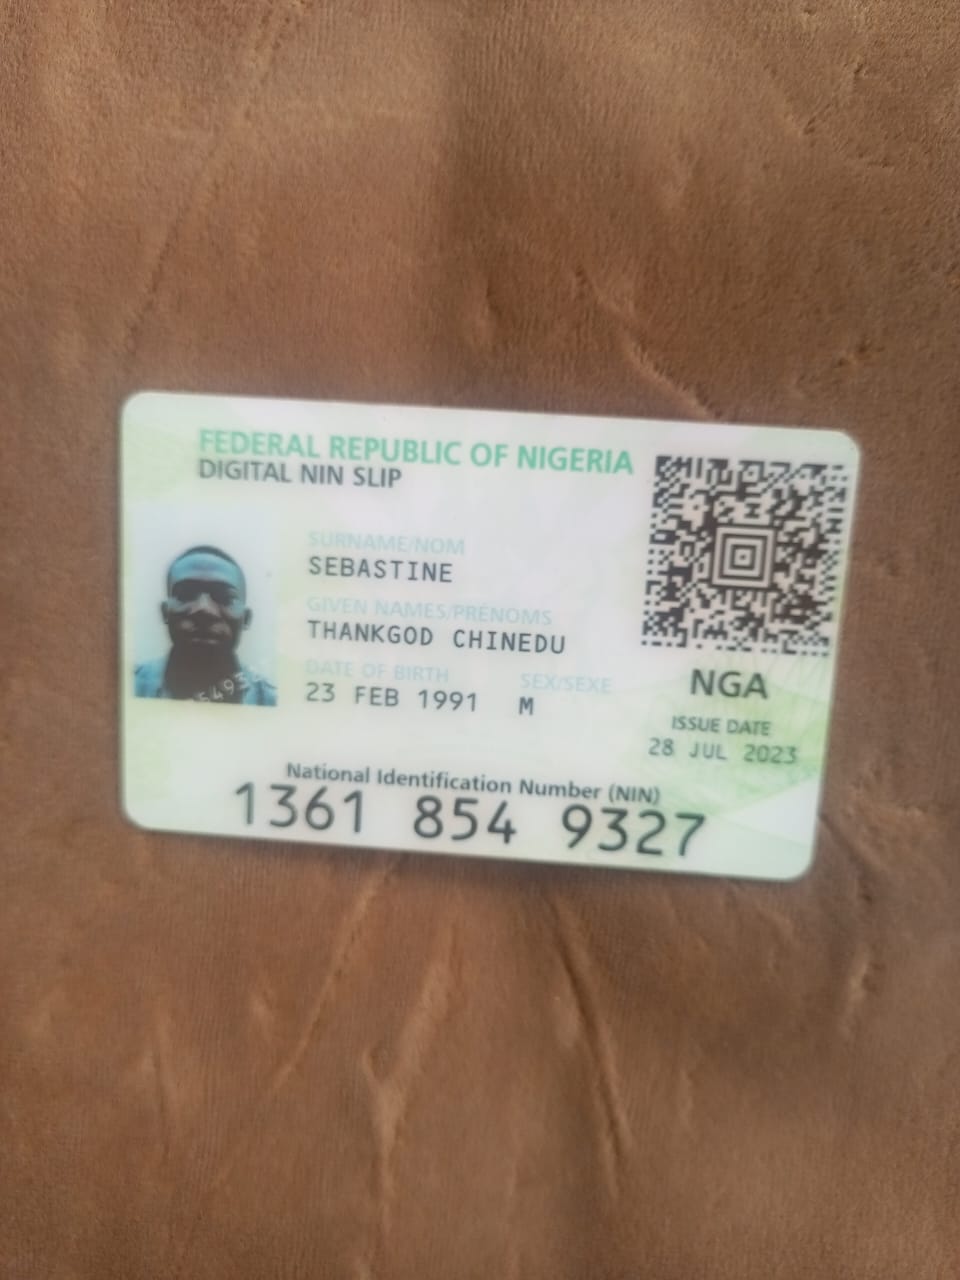 FEDERAL REPUBLIC OF NIGERIA
DIGITAL NIN SLIP
SURNAME/NOM
SEBASTINE
GIVEN NAMES/PRÉNOMS
THANKGOD CHINEDU
DATE OF BIRTH
23 FEB 1991
SEX/SEXE
M
NGA
ISSUE DATE
28 JUL 2023
National Identification Number (NIN)
1361 854 9327